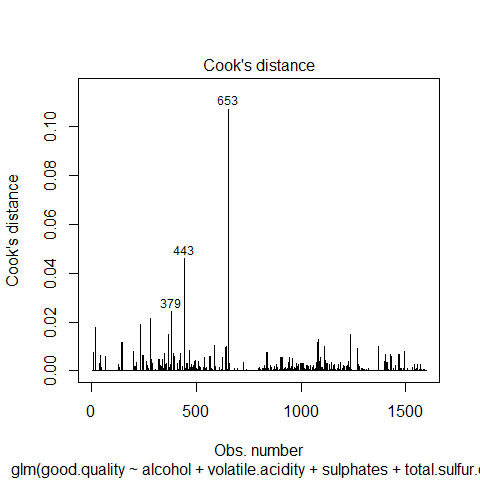 Cook's distance
653
443
379
Cook's distance
0.10
0.08
0.06
0.04
0.02
0.00
0 500 1000 1500
Obs. number
glm(good.quality ~ alcohol + volatile.acidity + sulphates + total.sulfur.